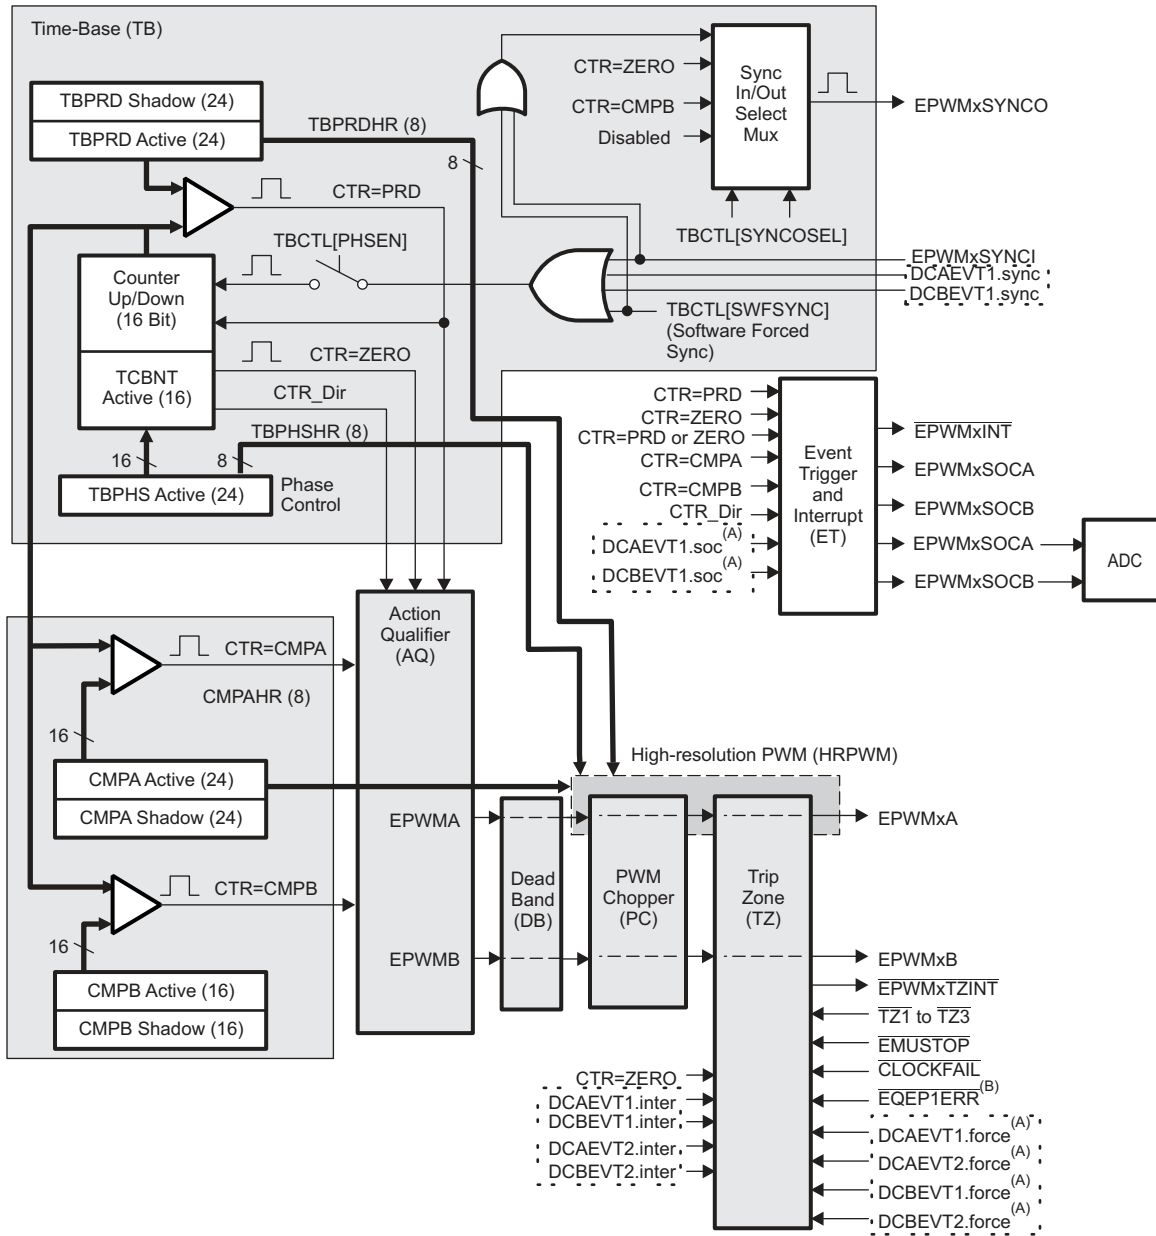 Time-Base (TB)
TBPRD Shadow (24)
TBPRD Active (24)
TBPRDHR (8)
8
CTR=PRD
TBCTL[PHSEN]
Counter
Up/Down
(16 Bit)
TCBNT
Active (16)
CTR=ZERO
CTR_Dir
TBPHSHR (8)
16
8
TBPHS Active (24)
Phase
Control
CTR=ZERO
CTR=CMPB
Disabled
Sync
In/Out
Select
Mux
EPWMxSYNCO
TBCTL[SYNCOSEL]
EPWMxSYNCI
DCAEVT1.sync
DCBEVT1.sync
TBCTL[SWFSYNC]
(Software Forced
Sync)
CTR=PRD
CTR=ZERO
CTR=PRD or ZERO
CTR=CMPA
CTR=CMPB
CTR_Dir
DCAEVT1.soc(A)
DCBEVT1.soc(A)
Event
Trigger
and
Interrupt
(ET)
EPWMxINT
EPWMxSOCA
EPWMxSOCB
EPWMxSOCA
EPWMxSOCB
ADC
Action
Qualifier
(AQ)
CTR=CMPA
CMPAHR (8)
16
CMPA Active (24)
CMPA Shadow (24)
CTR=CMPB
16
CMPB Active (16)
CMPB Shadow (16)
EPWMA
EPWMB
High-resolution PWM (HRPWM)
Dead
Band
(DB)
PWM
Chopper
(PC)
Trip
Zone
(TZ)
EPWMxA
EPWMxB
EPWMxTZINT
TZ1 to TZ3
EMUSTOP
CLOCKFAIL
EQEP1ERR(B)
DCAEVT1.force(A)
DCAEVT2.force(A)
DCBEVT1.force(A)
DCBEVT2.force(A)
CTR=ZERO
DCAEVT1.inter
DCBEVT1.inter
DCAEVT2.inter
DCBEVT2.inter